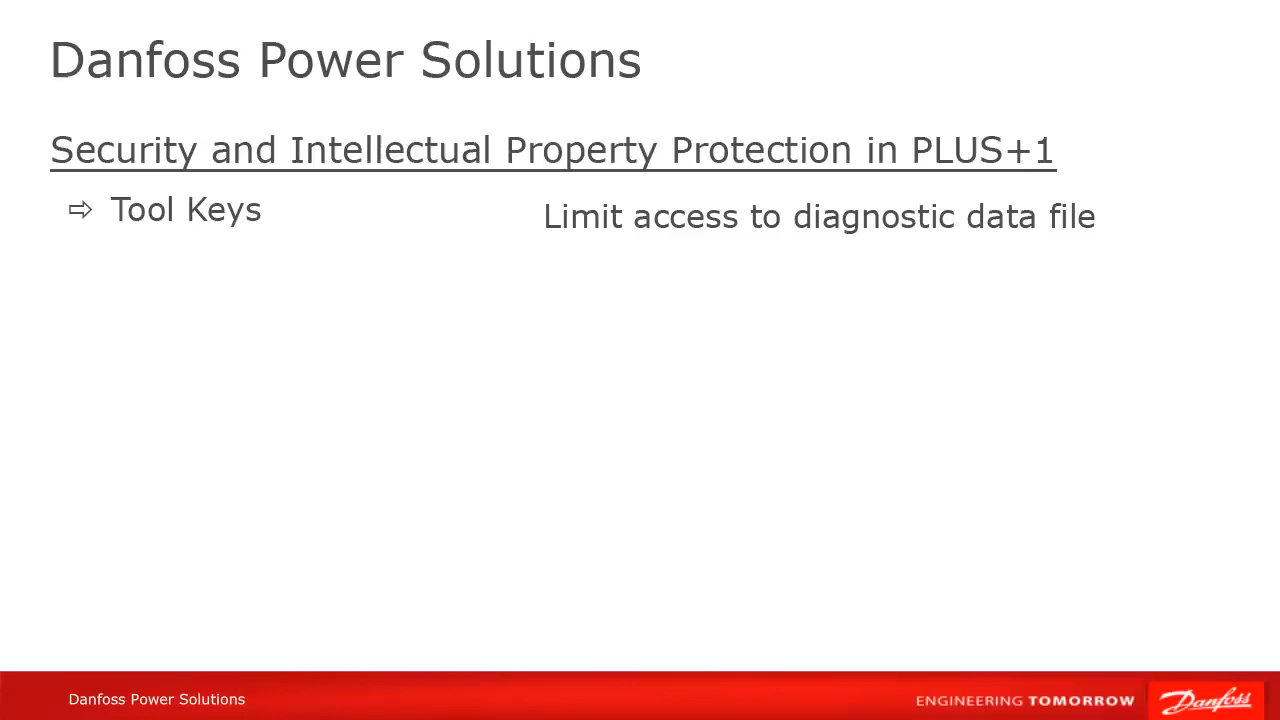 Danfoss Power Solutions
Security and Intellectual Property Protection in PLUS+1
⇨ Tool Keys
Limit access to diagnostic data file
Danfoss Power Solutions
ENGINEERING TOMORROW
Danfoss